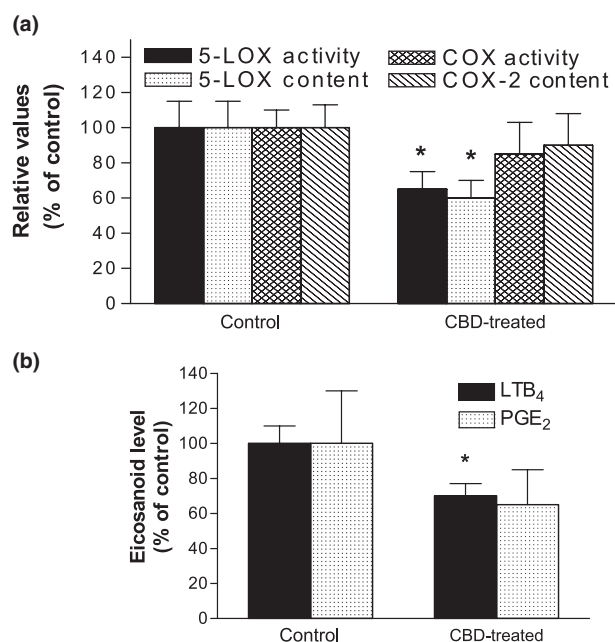 (a)
5-LOX activity
COX activity
5-LOX content
COX-2 content
Relative values
(% of control)
140
120
100
80
60
40
20
0
* *
Control
CBD-treated
(b)
LTB4
PGE2
Eicosanoid level
(% of control)
140
120
100
80
60
40
20
0
*
Control
CBD-treated